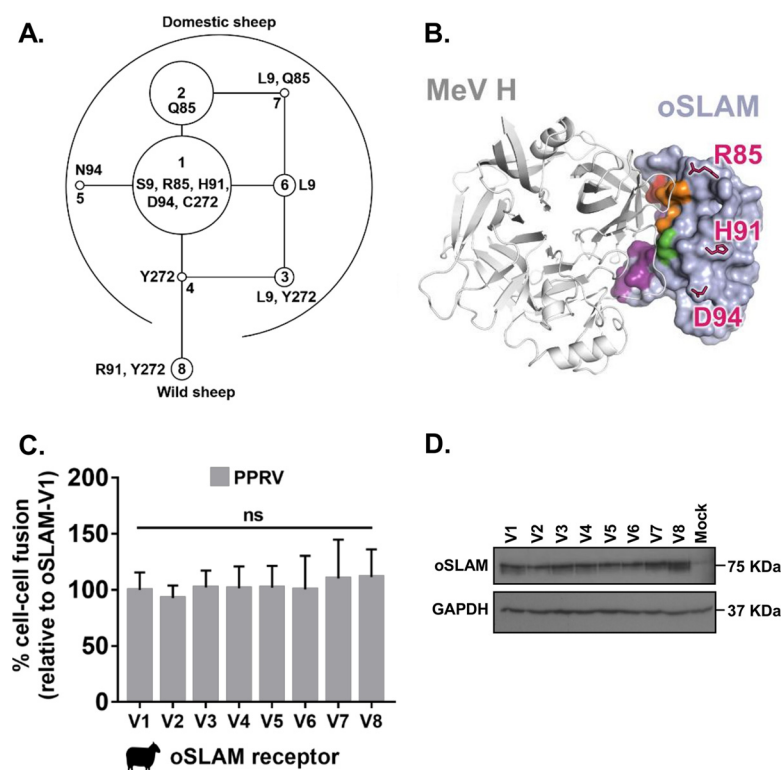 A.
Domestic sheep
2
Q85
L9, Q85
7
N94
5
1
S9, R85, H91,
D94, C272
6
L9
Y272
4
3
L9, Y272
R91, Y272
8
Wild sheep
B.
MeV H
oSLAM
R85
H91
D94
C.
PPRV
ns
% cell-cell fusion
(relative to oSLAM-V1)
200
150
100
50
0
V1 V2 V3 V4 V5 V6 V7 V8
oSLAM receptor
D.
V1 V2 V3 V4 V5 V6 V7 V8 Mock
oSLAM
75 KDa
GAPDH
37 KDa